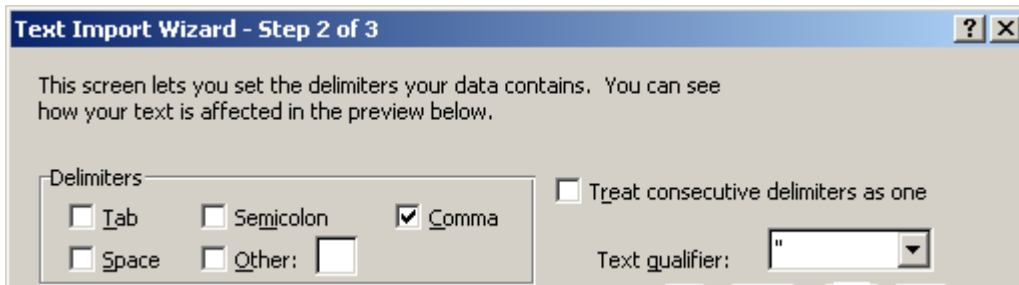 Text Import Wizard - Step 2 of 3
This screen lets you set the delimiters your data contains.  You can see
how your text is affected in the preview below.
Delimiters
Tab
Semicolon
Comma
Space
Other:
Treat consecutive delimiters as one
Text qualifier:
"